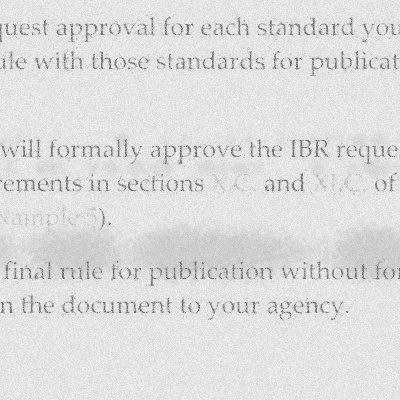 quest approval for each standard you
ule with those standards for publicat
will formally approve the IBR reque
rements in sections X.C. and XI.C. of
Sample 5).
final rule for publication without for
n the document to your agency.